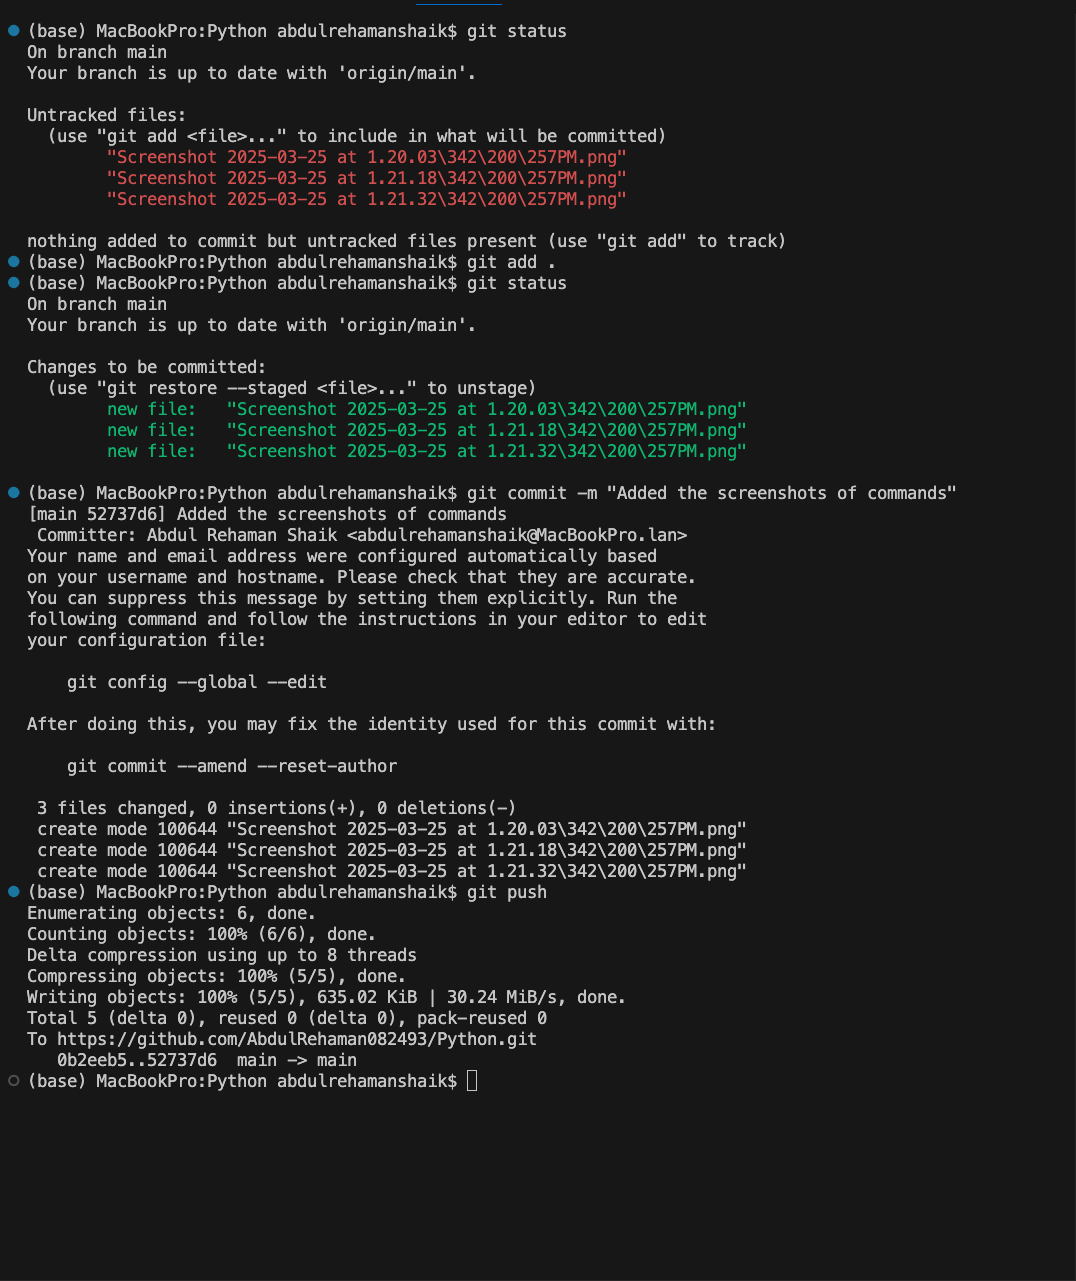 (base) MacBookPro:Python abdulrehamanshaik$ git status
On branch main
Your branch is up to date with 'origin/main'.
Untracked files:
(use "git add <file>..." to include in what will be committed)
"Screenshot 2025-03-25 at 1.20.03\342\200\257PM.png"
"Screenshot 2025-03-25 at 1.21.18\342\200\257PM.png"
"Screenshot 2025-03-25 at 1.21.32\342\200\257PM.png"
nothing added to commit but untracked files present (use "git add" to track)
(base) MacBookPro:Python abdulrehamanshaik$ git add .
(base) MacBookPro:Python abdulrehamanshaik$ git status
On branch main
Your branch is up to date with 'origin/main'.
Changes to be committed:
(use "git restore --staged <file>..." to unstage)
new file:   "Screenshot 2025-03-25 at 1.20.03\342\200\257PM.png"
new file:   "Screenshot 2025-03-25 at 1.21.18\342\200\257PM.png"
new file:   "Screenshot 2025-03-25 at 1.21.32\342\200\257PM.png"
(base) MacBookPro:Python abdulrehamanshaik$ git commit -m "Added the screenshots of commands"
[main 52737d6] Added the screenshots of commands
Committer: Abdul Rehaman Shaik <abdulrehamanshaik@MacBookPro.lan>
Your name and email address were configured automatically based
on your username and hostname. Please check that they are accurate.
You can suppress this message by setting them explicitly. Run the
following command and follow the instructions in your editor to edit
your configuration file:
git config --global --edit
After doing this, you may fix the identity used for this commit with:
git commit --amend --reset-author
3 files changed, 0 insertions(+), 0 deletions(-)
create mode 100644 "Screenshot 2025-03-25 at 1.20.03\342\200\257PM.png"
create mode 100644 "Screenshot 2025-03-25 at 1.21.18\342\200\257PM.png"
create mode 100644 "Screenshot 2025-03-25 at 1.21.32\342\200\257PM.png"
(base) MacBookPro:Python abdulrehamanshaik$ git push
Enumerating objects: 6, done.
Counting objects: 100% (6/6), done.
Delta compression using up to 8 threads
Compressing objects: 100% (5/5), done.
Writing objects: 100% (5/5), 635.02 KiB | 30.24 MiB/s, done.
Total 5 (delta 0), reused 0 (delta 0), pack-reused 0
To https://github.com/AbdulRehaman082493/Python.git
0b2eeb5..52737d6  main -> main
(base) MacBookPro:Python abdulrehamanshaik$